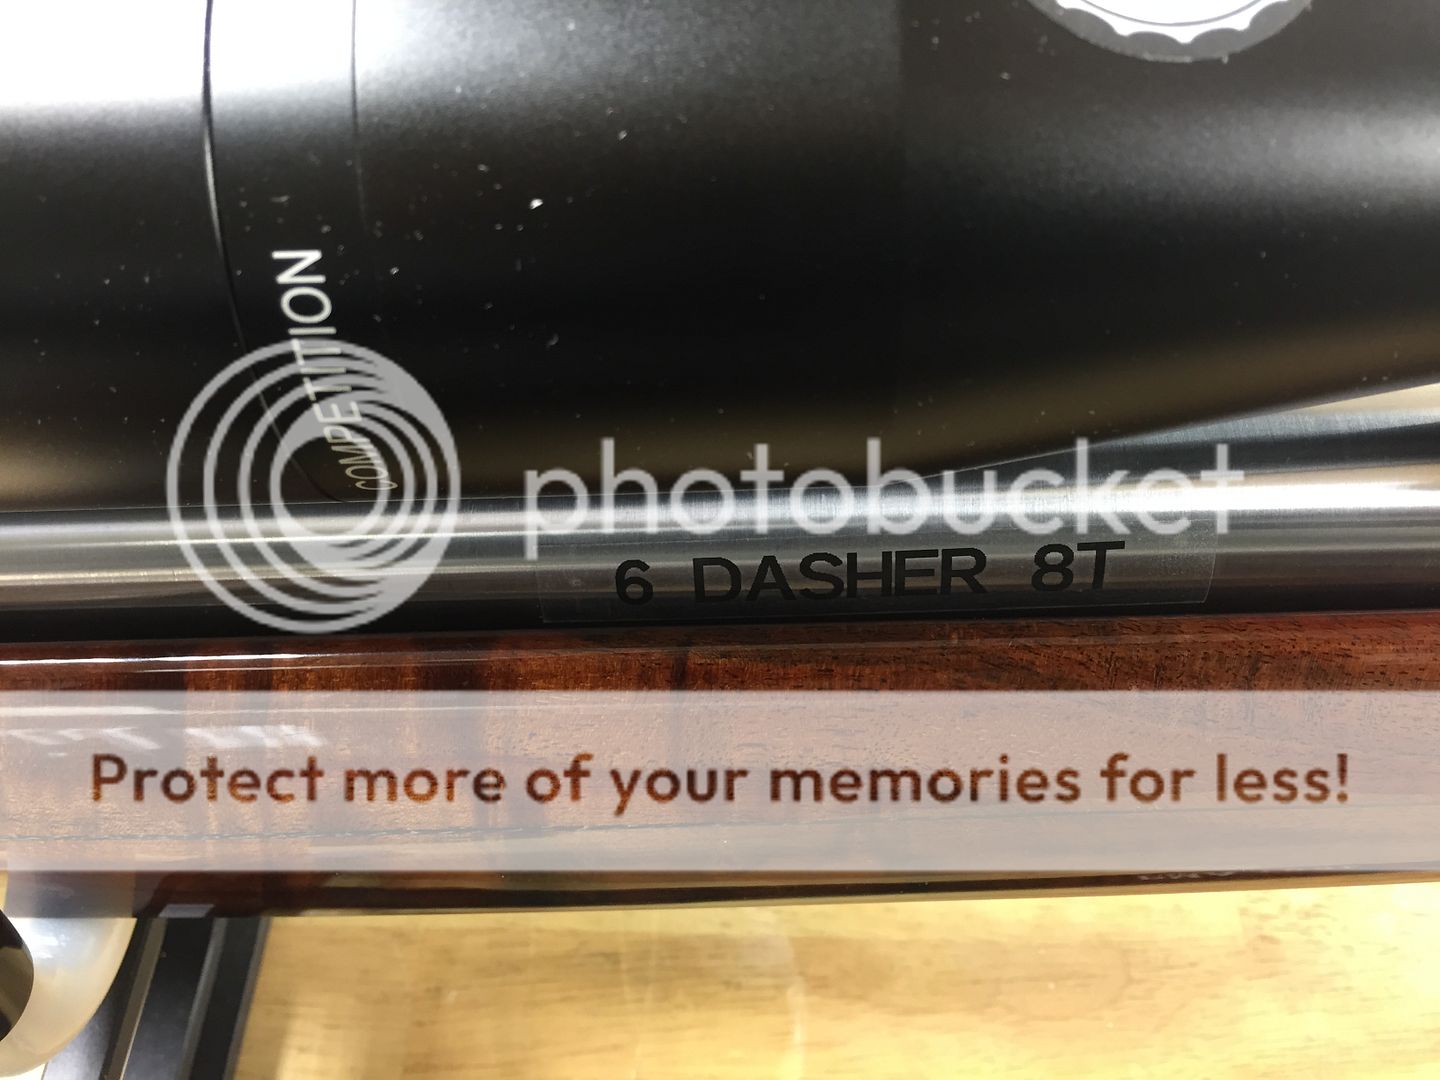 COMPETITION
photobucket
6 DASHER 8T
Protect more of your memories for less!